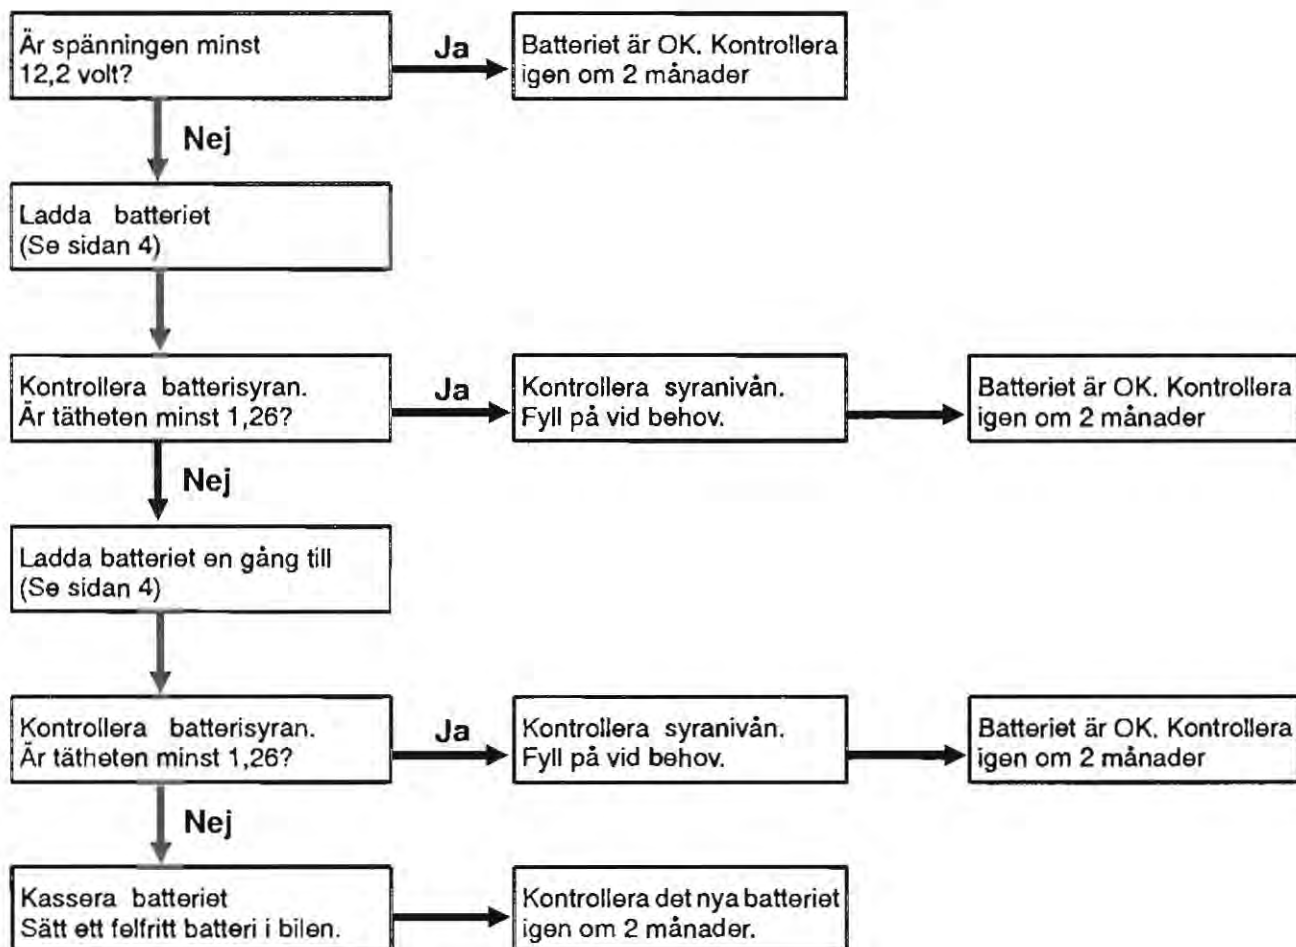 Är spänningen minst
12,2 volt?
Ja
Batteriet är OK. Kontrollera
igen om 2 månader
Nej
Ladda batteriet
(Se sidan 4)
Kontrollera batterisyran.
Är tätheten minst 1,26?
Ja
Kontrollera syranivån.
Fyll på vid behov.
Batteriet är OK. Kontrollera
igen om 2 månader
Nej
Ladda batteriet en gång till
(Se sidan 4)
Kontrollera batterisyran.
Är tätheten minst 1,26?
Ja
Kontrollera syranivån.
Fyll på vid behov.
Batteriet är OK. Kontrollera
igen om 2 månader
Nej
Kassera batteriet
Sätt ett felfritt batteri i bilen.
Kontrollera det nya batteriet
igen om 2 månader.